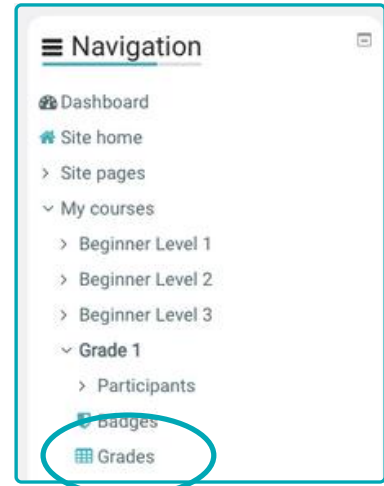 Navigation
Dashboard
Site home
Site pages
My courses
Beginner Level 1
Beginner Level 2
Beginner Level 3
Grade 1
Participants
Badges
Grades